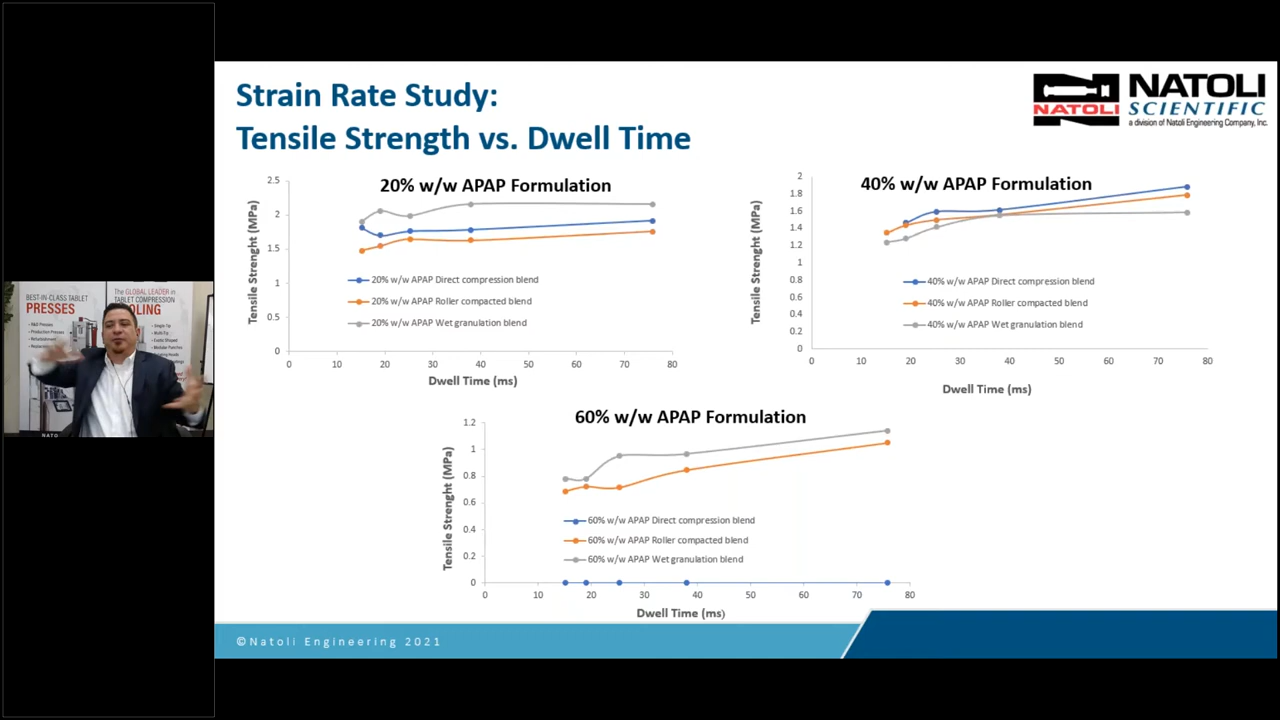 Strain Rate Study:
Tensile Strength vs. Dwell Time
NATOLI
NATOLI
SCIENTIFIC
a division of Natoli Engineering Company, Inc.
20% w/w APAP Formulation
Tensile Strenght (MPa)
2.5
2
1.5
1
0.5
0
20% w/w APAP Direct compression blend
20% w/w APAP Roller compacted blend
20% w/w APAP Wet granulation blend
0 10 20 30 40 50 60 70 80
Dwell Time (ms)
40% w/w APAP Formulation
Tensile Strenght (MPa)
2
1.8
1.6
1.4
1.2
1
0.8
0.6
0.4
0.2
0
40% w/w APAP Direct compression blend
40% w/w APAP Roller compacted blend
40% w/w APAP Wet granulation blend
0 10 20 30 40 50 60 70 80
Dwell Time (ms)
BEST-IN-CLASS TABLET
PRESSES
The GLOBAL LEADER in
TABLET COMPRESSION
OLING
NATO
60% w/w APAP Formulation
Tensile Strenght (MPa)
1.2
1
0.8
0.6
0.4
0.2
0
60% w/w APAP Direct compression blend
60% w/w APAP Roller compacted blend
60% w/w APAP Wet granulation blend
0 10 20 30 40 50 60 70 80
Dwell Time (ms)
©Natoli Engineering 2021